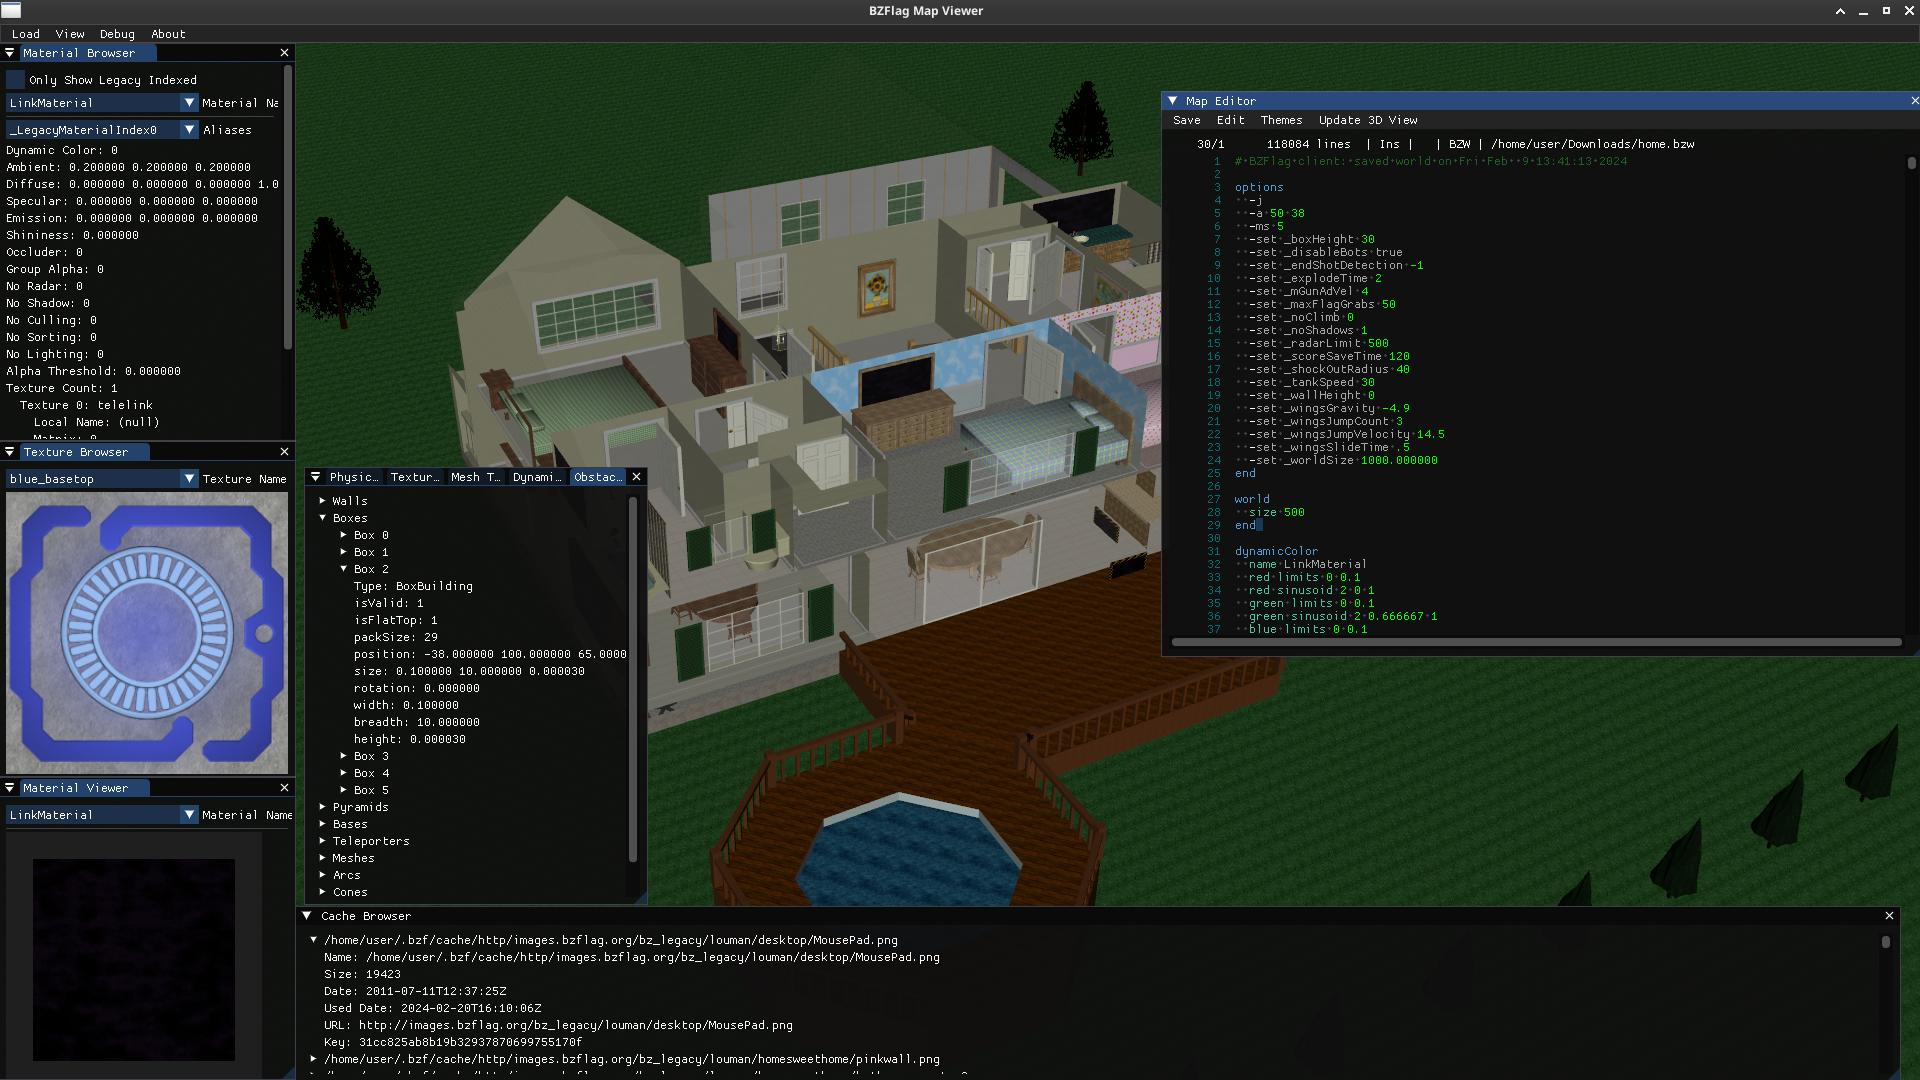 BZFlag Map Viewer
Load View Debug About
Material Browser
Only Show Legacy Indexed
LinkMaterial Material Na
_LegacyMaterialIndex0 Aliases
Dynamic Color: 0
Ambient: 0.200000 0.200000 0.200000
Diffuse: 0.000000 0.000000 0.000000 1.0
Specular: 0.000000 0.000000 0.000000
Emission: 0.000000 0.000000 0.000000
Shininess: 0.000000
Occluder: 0
Group Alpha: 0
No Radar: 0
No Shadow: 0
No Culling: 0
No Sorting: 0
No Lighting: 0
Alpha Threshold: 0.000000
Texture Count: 1
Texture 0: telelink
Local Name: (null)
Matrix: 0
Texture Browser
blue_basetop Texture Name
Material Viewer
LinkMaterial Material Name
Physic… Textur… Mesh T… Dynami… Obstac…
Walls
Boxes
Box 0
Box 1
Box 2
Type: BoxBuilding
isValid: 1
isFlatTop: 1
packSize: 29
position: -38.000000 100.000000 65.0000
size: 0.100000 10.000000 0.000030
rotation: 0.000000
width: 0.100000
breadth: 10.000000
height: 0.000030
Box 3
Box 4
Box 5
Pyramids
Bases
Teleporters
Meshes
Arcs
Cones
Map Editor
Save Edit Themes Update 3D View
30/1 118084 lines | Ins | | BZW | /home/user/Downloads/home.bzw
1 # BZFlag client: saved world on Fri Feb  9 13:41:13 2024
2
3 options
4 -j
5 -a 50 38
6 -ms 5
7 -set _boxHeight 30
8 -set _disableBots true
9 -set _endShotDetection -1
10 -set _explodeTime 2
11 -set _mGunAdVel 4
12 -set _maxFlagGrabs 50
13 -set _noClimb 0
14 -set _noShadows 1
15 -set _radarLimit 500
16 -set _scoreSaveTime 120
17 -set _shockOutRadius 40
18 -set _tankSpeed 30
19 -set _wallHeight 0
20 -set _wingsGravity -4.9
21 -set _wingsJumpCount 3
22 -set _wingsJumpVelocity 14.5
23 -set _wingsSlideTime .5
24 -set _worldSize 1000.000000
25 end
26
27 world
28 size 500
29 end
30
31 dynamicColor
32 name LinkMaterial
33 red limits 0 0.1
34 red sinusoid 2 0 1
35 green limits 0 0.1
36 green sinusoid 2 0.666667 1
37 blue limits 0 0.1
Cache Browser
/home/user/.bzf/cache/http/images.bzflag.org/bz_legacy/louman/desktop/MousePad.png
Name: /home/user/.bzf/cache/http/images.bzflag.org/bz_legacy/louman/desktop/MousePad.png
Size: 19423
Date: 2011-07-11T12:37:25Z
Used Date: 2024-02-20T16:10:06Z
URL: http://images.bzflag.org/bz_legacy/louman/desktop/MousePad.png
Key: 31cc825ab8b19b32937870699755170f
/home/user/.bzf/cache/http/images.bzflag.org/bz_legacy/louman/homesweethome/pinkwall.png